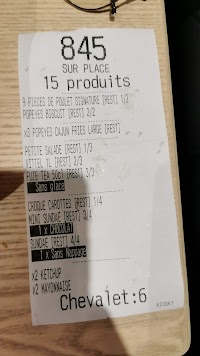 845
SUR PLACE
15 produits
9 PIECES DE POULET SIGNATURE [REST] 1/2
POPEYES BISCUIT [REST] 2/2
x3 POPEYES CAJUN FRIES LARGE [REST]
PETITE SALADE [REST] 1/3
VITTEL 1L [REST] 2/3
FUZE TEA 50CT [REST] 3/3
Sans glace
CROQUE CAROTTES [REST] 1/4
MINI SUNDAE [REST] 3/4
1 x CHOCOLAT
SUNDAE [REST] 4/4
1 x Sans Nappage
x2 KETCHUP
x2 MAYONNAISE
Chevalet:6